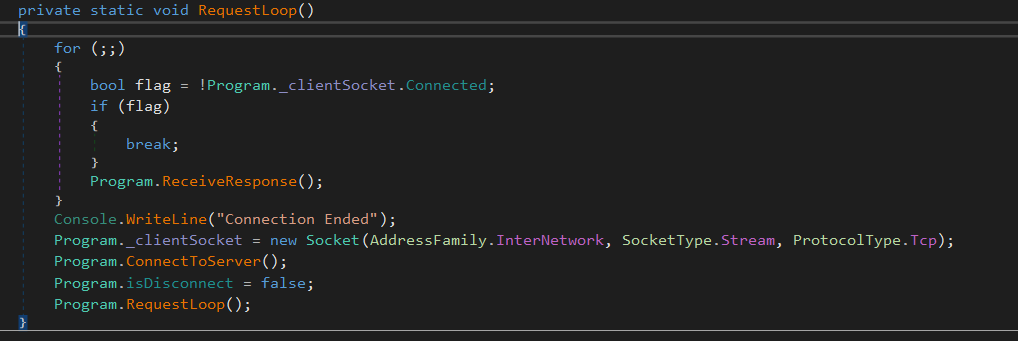 private static void RequestLoop()
{
for (;;)
{
bool flag = !Program._clientSocket.Connected;
if (flag)
{
break;
}
Program.ReceiveResponse();
}
Console.WriteLine("Connection Ended");
Program._clientSocket = new Socket(AddressFamily.InterNetwork, SocketType.Stream, ProtocolType.Tcp);
Program.ConnectToServer();
Program.isDisconnect = false;
Program.RequestLoop();
}